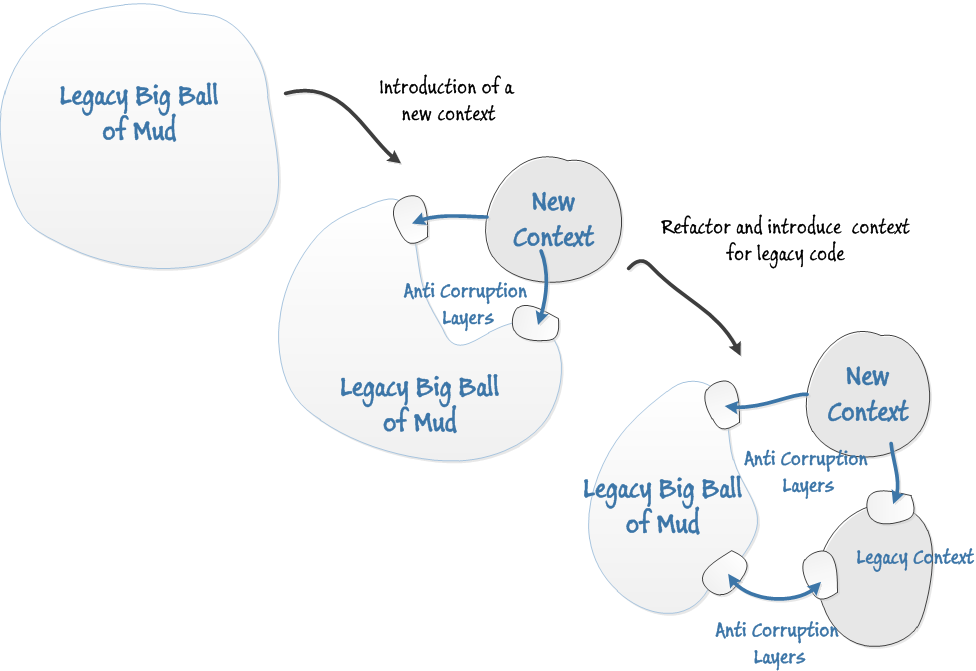 Legacy Big Ball
of Mud
Introduction of a
new context
New
Context
Anti Corruption
Layers
Legacy Big Ball
of Mud
Refactor and introduce context
for legacy code
New
Context
Anti Corruption
Layers
Legacy Big Ball
of Mud
Legacy Context
Anti Corruption
Layers